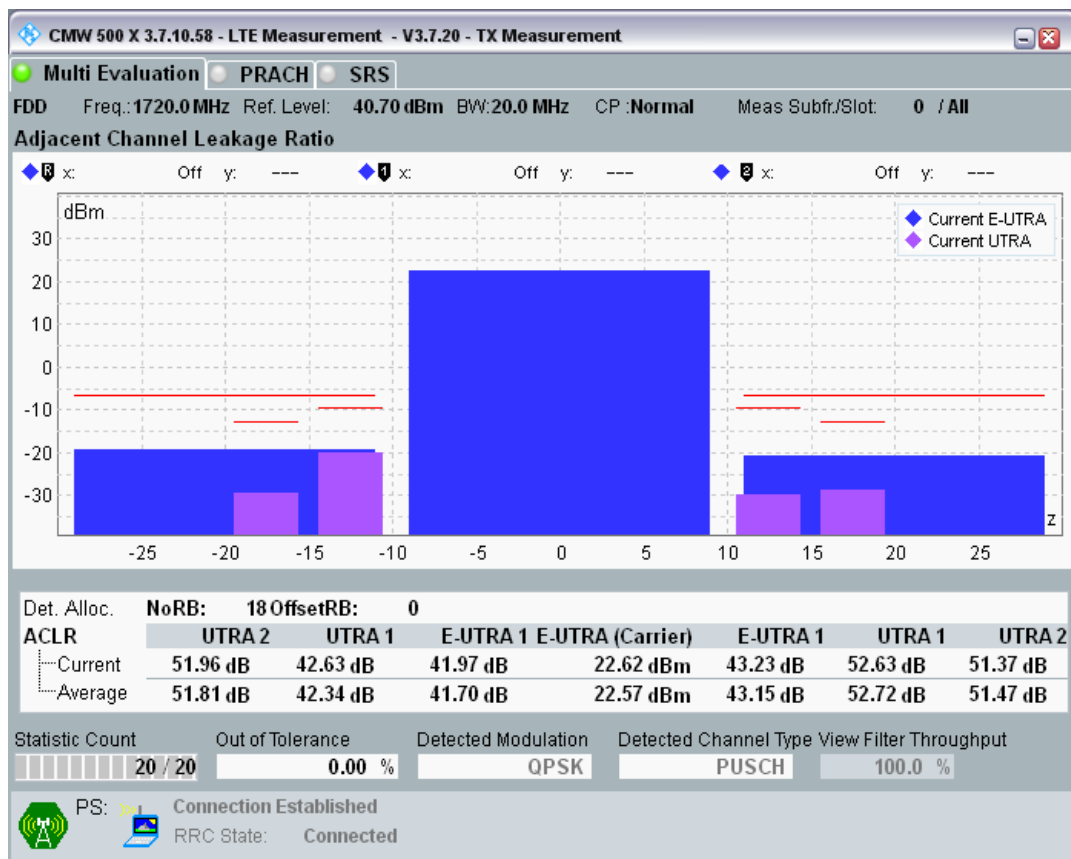 CMW 500 X 3.7.10.58 - LTE Measurement - V3.7.20 - TX Measurement
Multi Evaluation PRACH SRS
FDD Freq.:1720.0 MHz Ref. Level: 40.70 dBm BW:20.0 MHz CP :Normal Meas Subfr./Slot: 0 / All
Adjacent Channel Leakage Ratio
R x: Off y: --- 1 x: Off y: --- 2 x: Off y: ---
dBm
Current E-UTRA
Current UTRA
30
20
10
0
-10
-20
-30
z
-25 -20 -15 -10 -5 0 5 10 15 20 25
Det. Alloc. NoRB: 18 OffsetRB: 0
ACLR UTRA 2 UTRA 1 E-UTRA 1 E-UTRA (Carrier) E-UTRA 1 UTRA 1 UTRA 2
Current 51.96 dB 42.63 dB 41.97 dB 22.62 dBm 43.23 dB 52.63 dB 51.37 dB
Average 51.81 dB 42.34 dB 41.70 dB 22.57 dBm 43.15 dB 52.72 dB 51.47 dB
Statistic Count Out of Tolerance Detected Modulation Detected Channel Type View Filter Throughput
20 / 20 0.00 % QPSK PUSCH 100.0 %
PS: Connection Established
RRC State: Connected